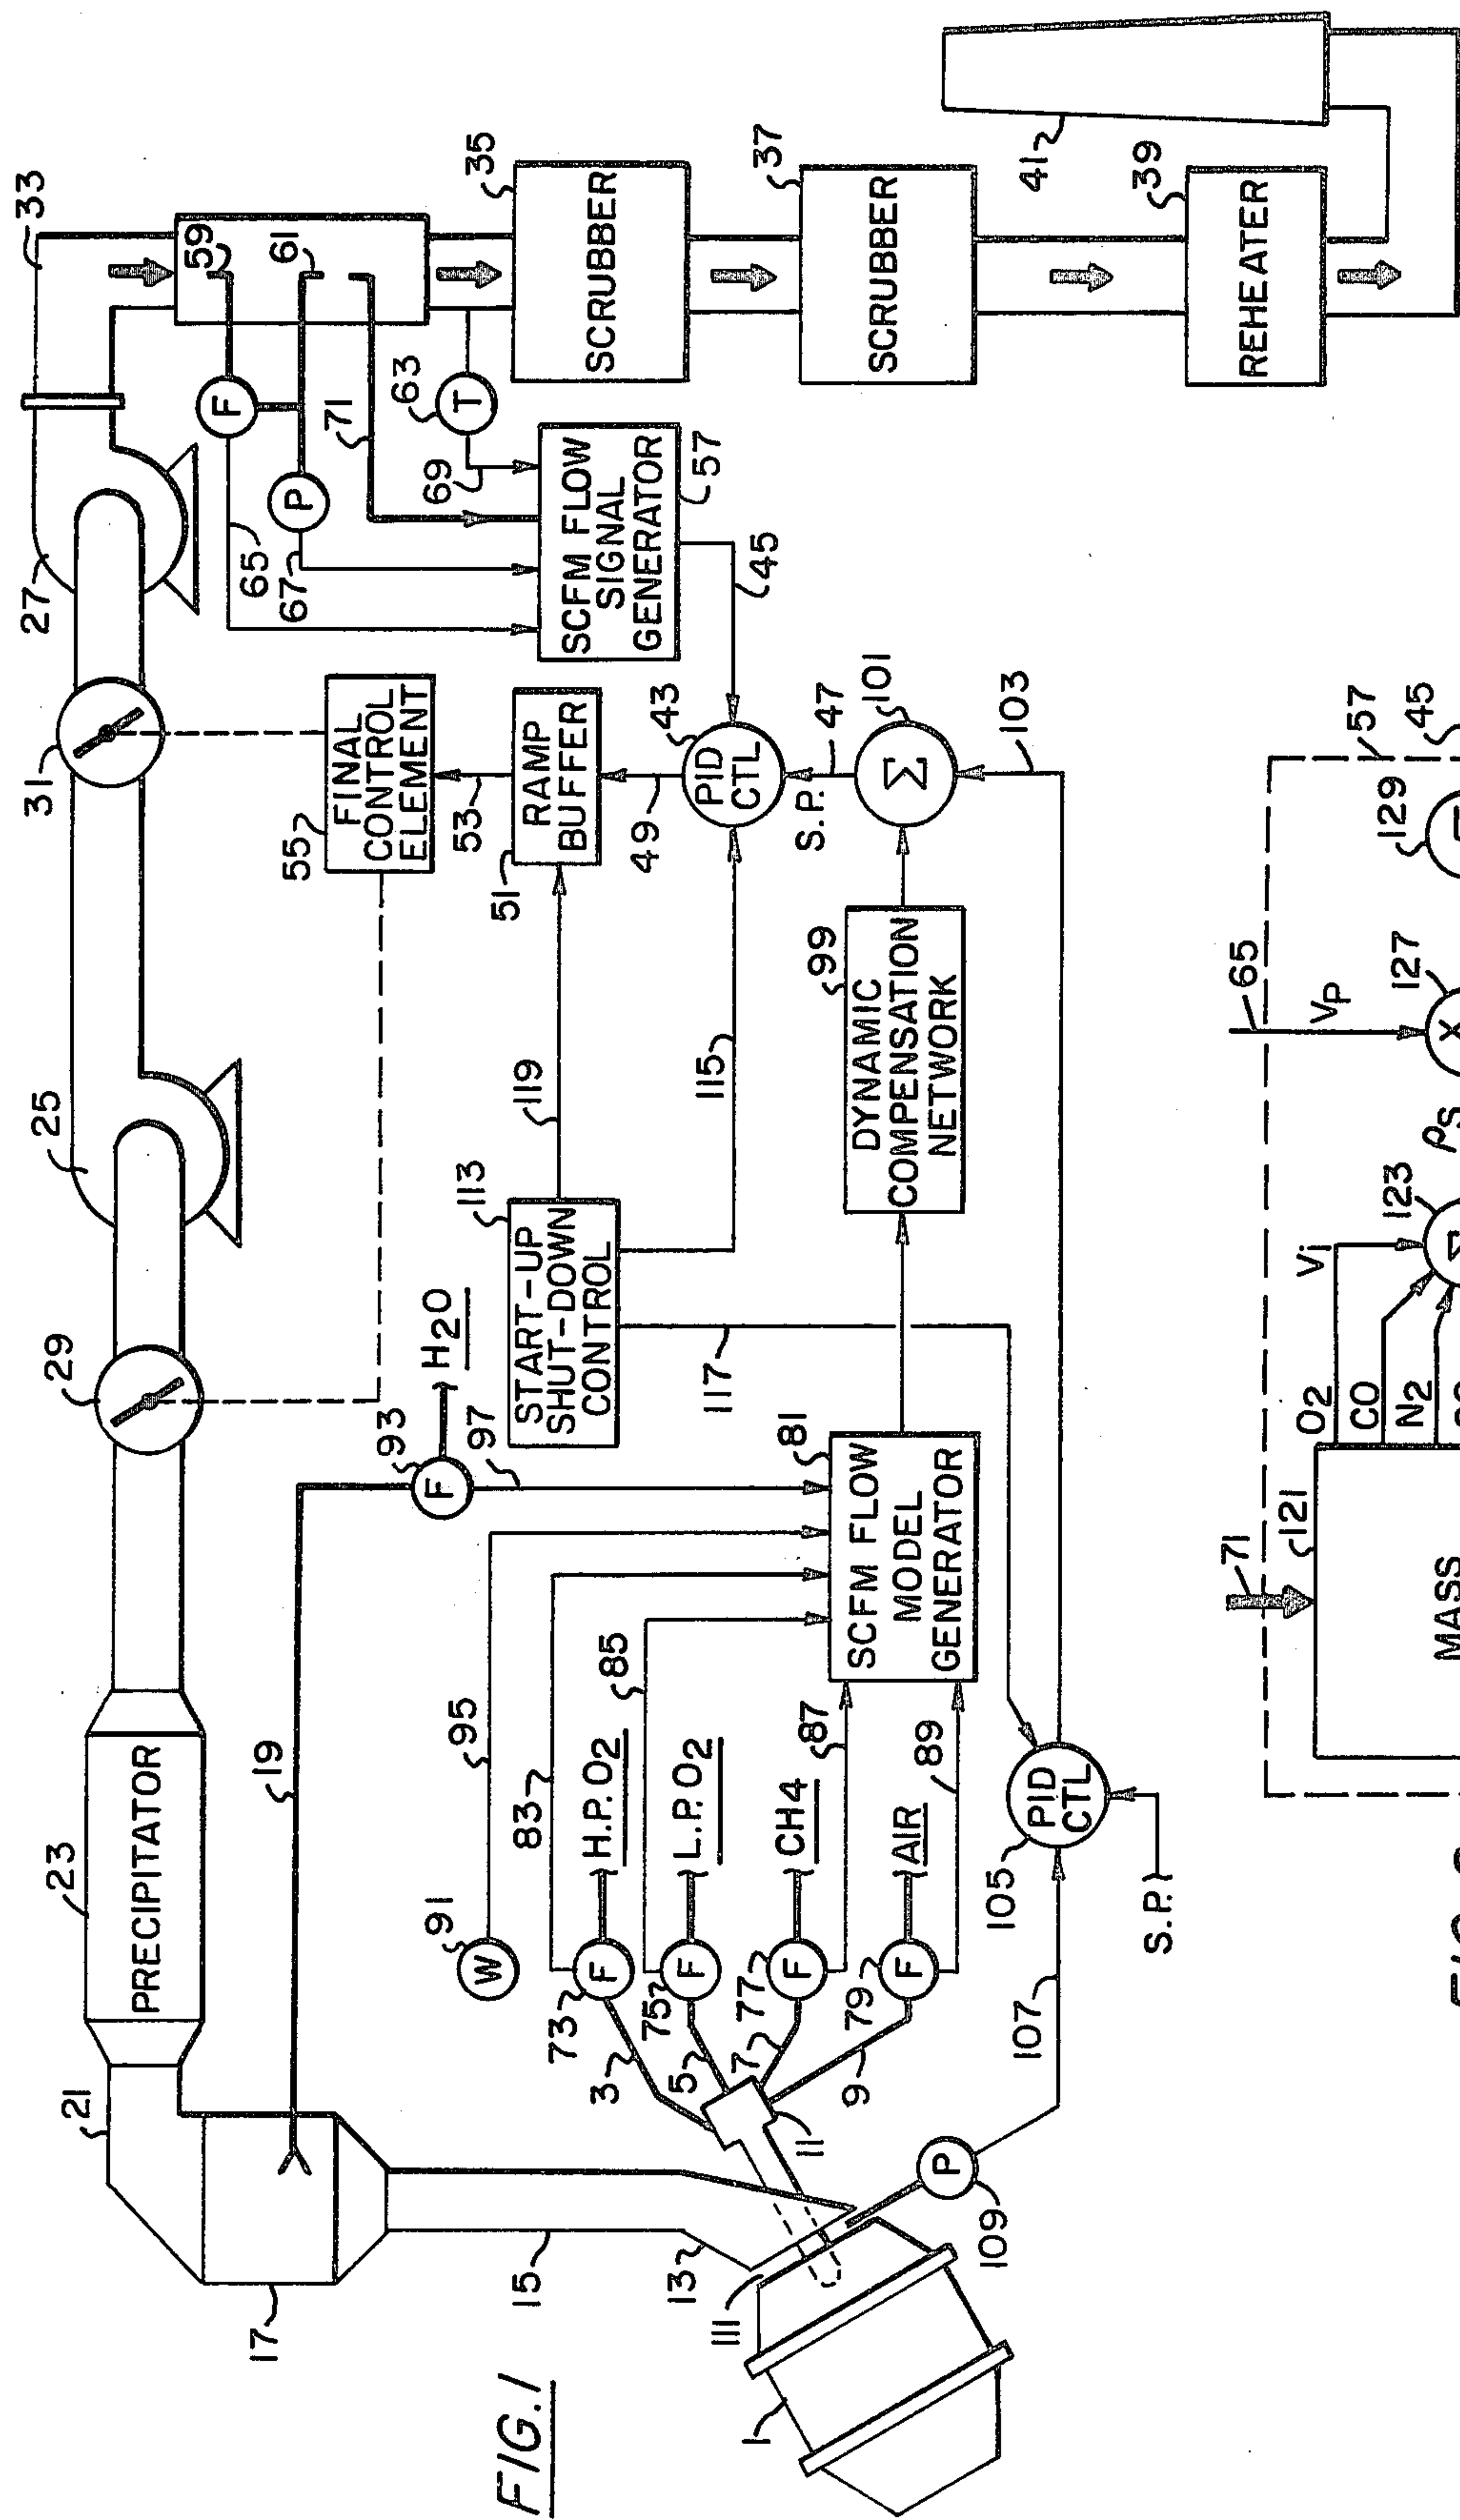 FIG.1
33
27
31
25
29
23
PRECIPITATOR
21
17
19
15
13
111
1
59
61
F
P
T
63
71
65
67
69
35
SCRUBBER
37
SCRUBBER
39
REHEATER
41
SCFM FLOW
SIGNAL
GENERATOR
57
45
55
FINAL
CONTROL
ELEMENT
53
51
RAMP
BUFFER
49
43
PID
CTL
S.P.
47
101
Σ
103
119
115
113
START-UP
SHUT-DOWN
CONTROL
117
99
DYNAMIC
COMPENSATION
NETWORK
93
F
H2O
97
81
SCFM FLOW
MODEL
GENERATOR
95
91
W
83
85
87
89
H.P. O2
L.P. O2
CH4
AIR
73
F
75
F
77
F
79
F
3
5
7
9
11
105
PID
CTL
S.P.
107
P
109
71
121
MASS
O2
CO
N2
Vi
123
ρS
65
VP
127
X
129
57
45